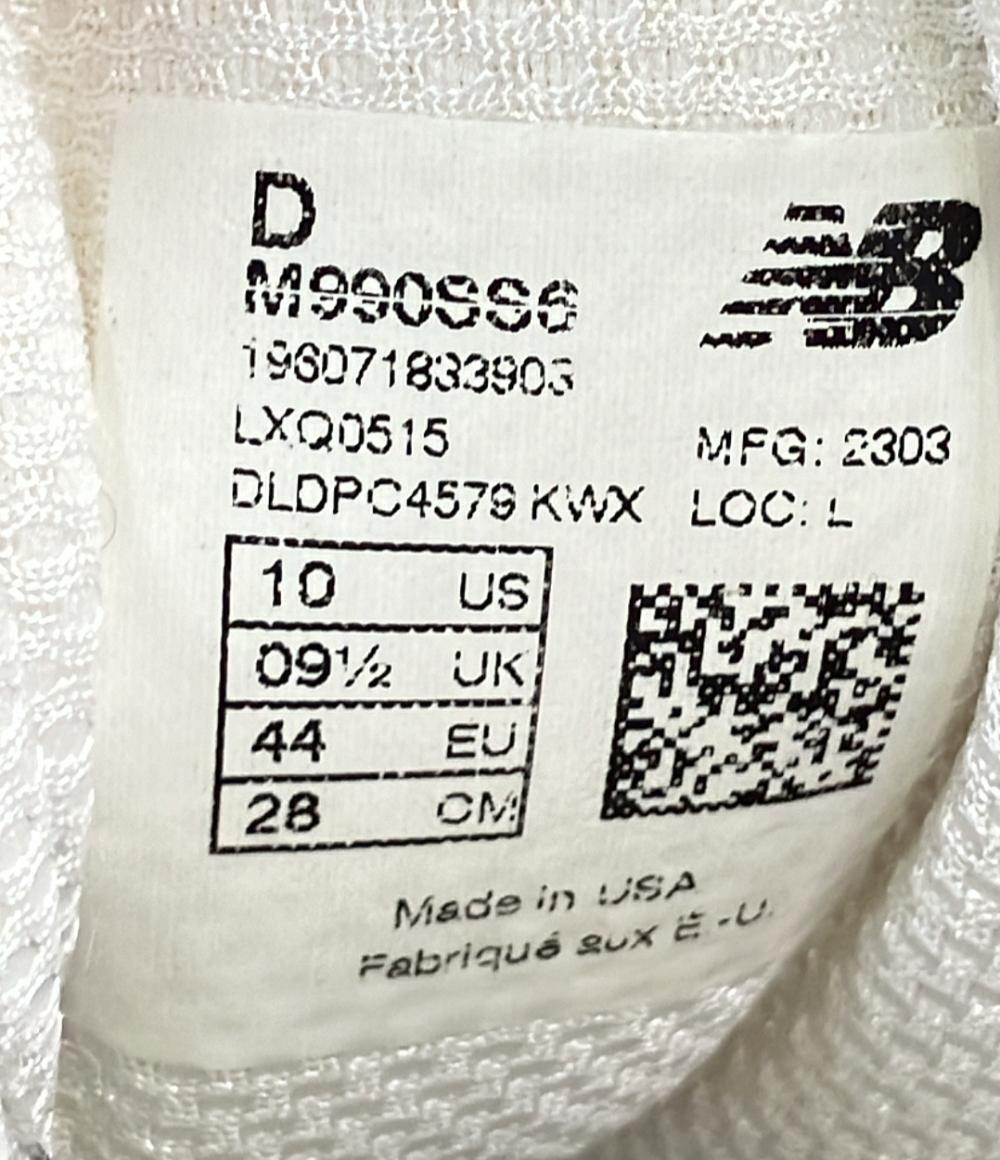 D
NB
M990SS6
196071833903
LXQ0515
MFG: 2303
DLDPC4579 KWX
LOC: L
10 US
09½ UK
44 EU
28 CM
Made in USA
Fabriqué aux É.-U.